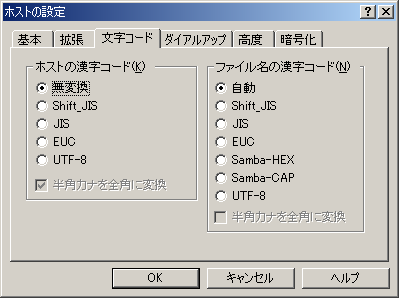 ホストの設定
基本 拡張 文字コード ダイアルアップ 高度 暗号化
ホストの漢字コード(K)
無変換
Shift_JIS
JIS
EUC
UTF-8
半角カナを全角に変換
ファイル名の漢字コード(N)
自動
Shift_JIS
JIS
EUC
Samba-HEX
Samba-CAP
UTF-8
半角カナを全角に変換
OK キャンセル ヘルプ